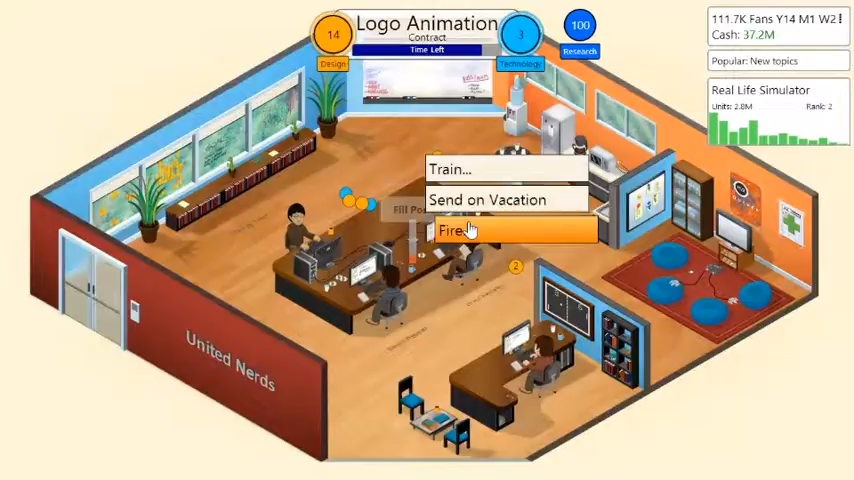 Logo Animation
Contract
Time Left
14
Design
3
Technology
100
Research
111.7K Fans Y14 M1 W2
Cash: 37.2M
Popular: New topics
Real Life Simulator
Units: 2.8M
Rank: 2
Train...
Send on Vacation
Fire
Fill Po
2
United Nerds